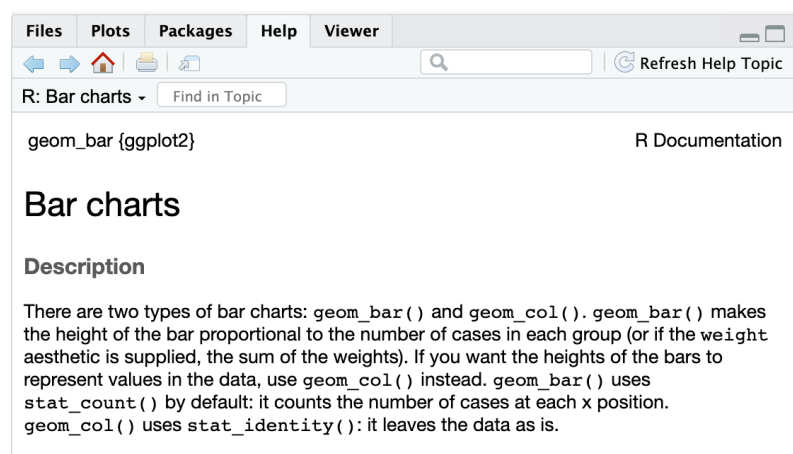 Files Plots Packages Help Viewer
Refresh Help Topic
R: Bar charts Find in Topic
geom_bar {ggplot2} R Documentation
Bar charts
Description
There are two types of bar charts: geom_bar() and geom_col(). geom_bar() makes
the height of the bar proportional to the number of cases in each group (or if the weight
aesthetic is supplied, the sum of the weights). If you want the heights of the bars to
represent values in the data, use geom_col() instead. geom_bar() uses
stat_count() by default: it counts the number of cases at each x position.
geom_col() uses stat_identity(): it leaves the data as is.